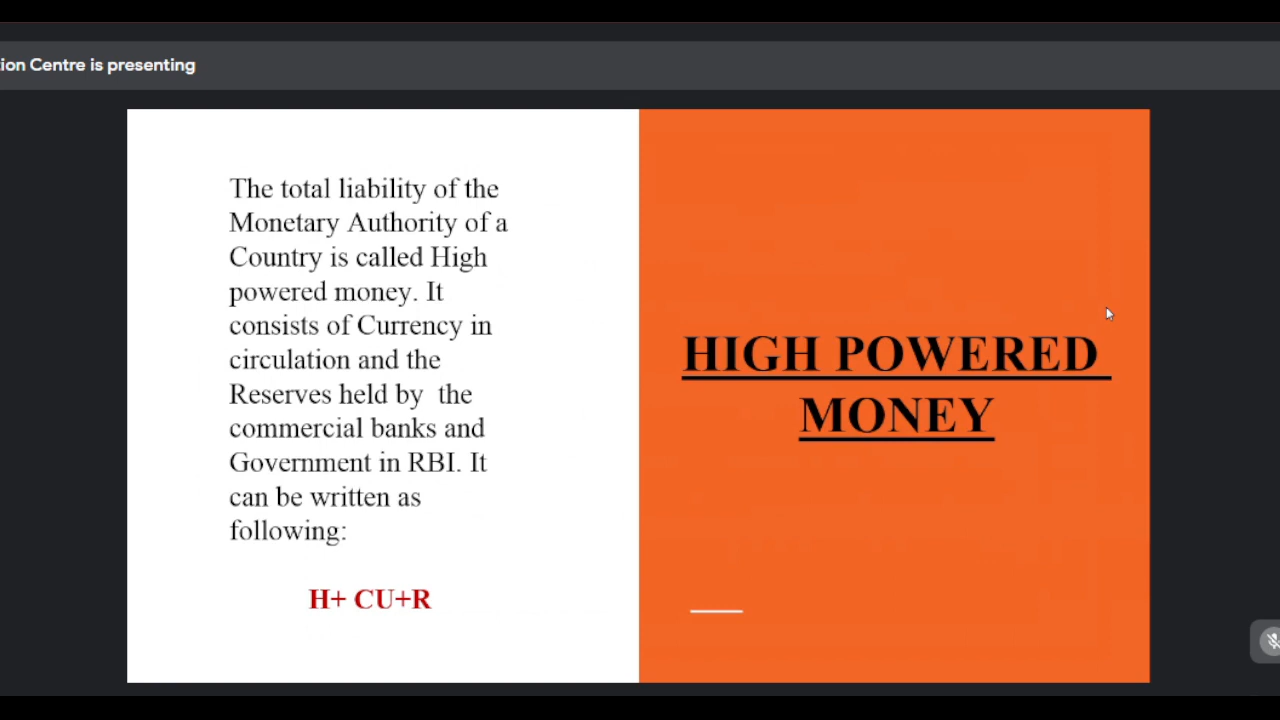 ion Centre is presenting
The total liability of the
Monetary Authority of a
Country is called High
powered money. It
consists of Currency in
circulation and the
Reserves held by  the
commercial banks and
Government in RBI. It
can be written as
following:
H+ CU+R
HIGH POWERED
MONEY